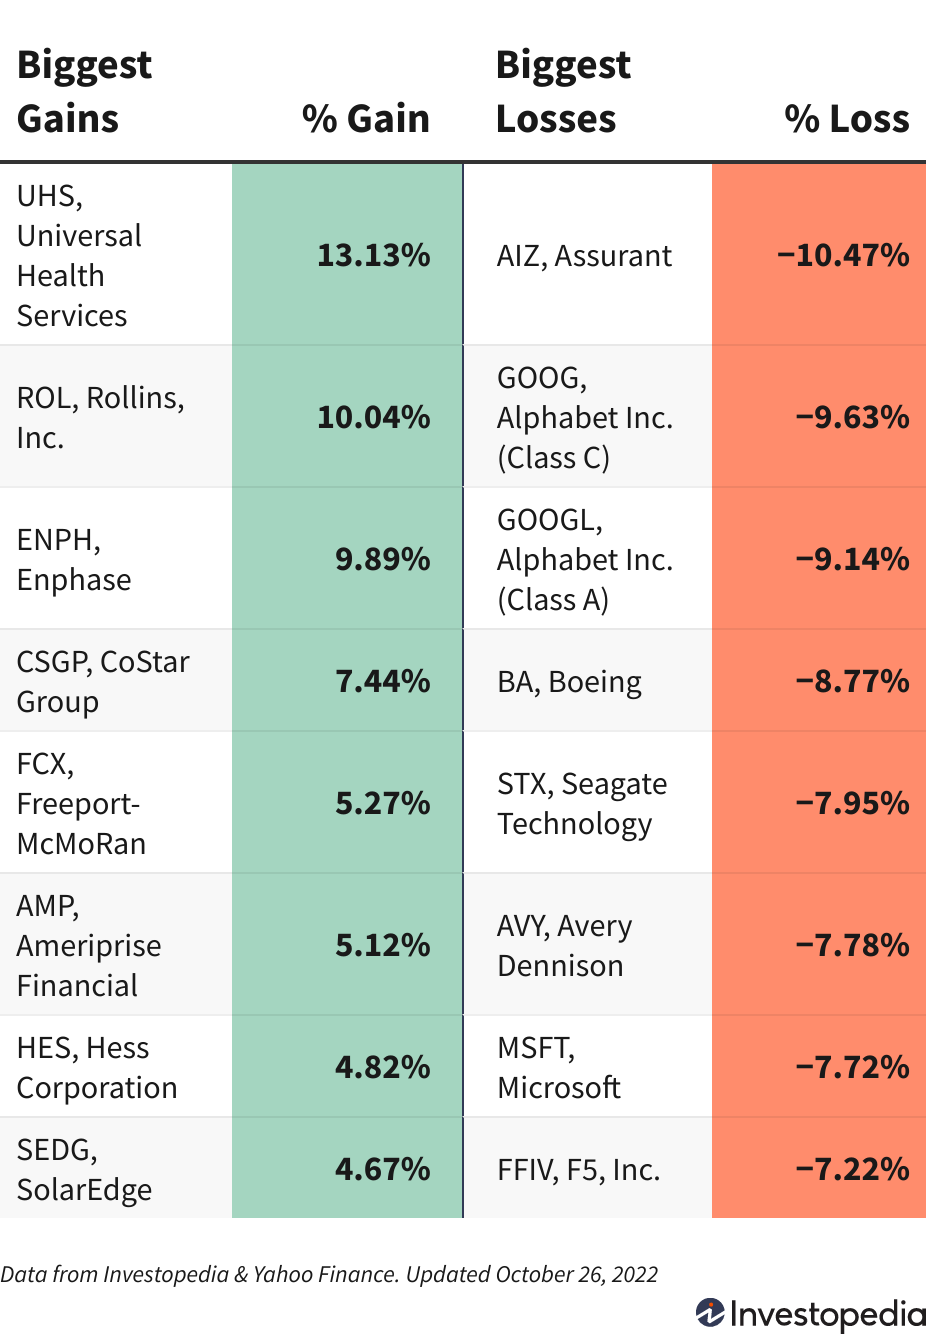 Biggest
Gains
% Gain
Biggest
Losses
% Loss
UHS,
Universal
Health
Services
13.13%
AIZ, Assurant
−10.47%
ROL, Rollins,
Inc.
10.04%
GOOG,
Alphabet Inc.
(Class C)
−9.63%
ENPH,
Enphase
9.89%
GOOGL,
Alphabet Inc.
(Class A)
−9.14%
CSGP, CoStar
Group
7.44%
BA, Boeing
−8.77%
FCX,
Freeport-
McMoRan
5.27%
STX, Seagate
Technology
−7.95%
AMP,
Ameriprise
Financial
5.12%
AVY, Avery
Dennison
−7.78%
HES, Hess
Corporation
4.82%
MSFT,
Microsoft
−7.72%
SEDG,
SolarEdge
4.67%
FFIV, F5, Inc.
−7.22%
Data from Investopedia & Yahoo Finance. Updated October 26, 2022
Investopedia